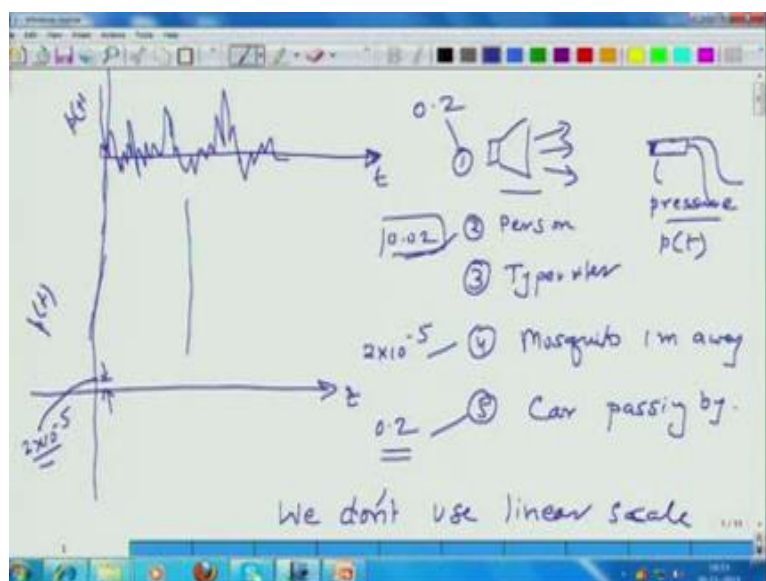 p(t
t
0.2
①
pressure
p(t)
0.02 ② Person
③ Typewriter
2x10-5 ④ Mosquito 1m away
p(t)
t
2x10-5
0.2 ⑤ Car passing by.
We don't use linear scale